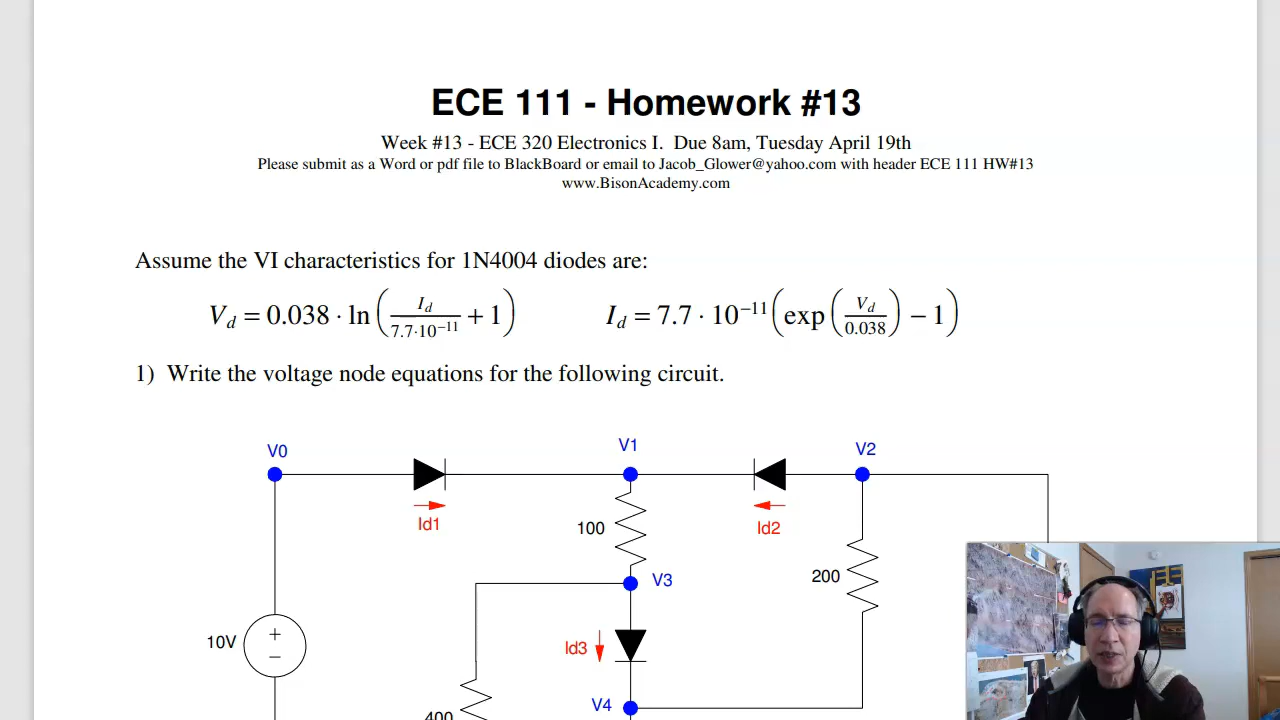 ECE 111 - Homework #13
Week #13 - ECE 320 Electronics I. Due 8am, Tuesday April 19th
Please submit as a Word or pdf file to BlackBoard or email to Jacob_Glower@yahoo.com with header ECE 111 HW#13
www.BisonAcademy.com
Assume the VI characteristics for 1N4004 diodes are:
V_d = 0.038 · ln(I_d / 7.7·10^−11 + 1) I_d = 7.7 · 10^−11(exp(V_d / 0.038) − 1)
1) Write the voltage node equations for the following circuit.
V0 V1 V2
Id1 100 Id2
V3 200
10V + − Id3
V4
400